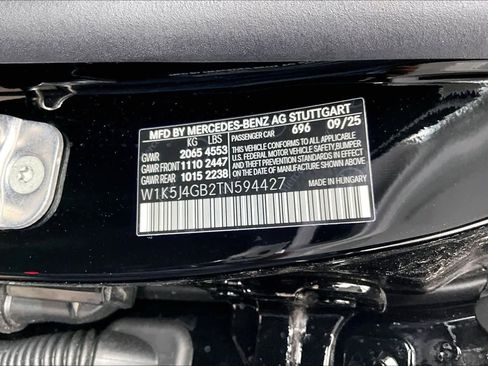 MFD BY MERCEDES-BENZ AG STUTTGART
KG LBS PASSENGER CAR 696 09/25
GVWR 2065 4553 THIS VEHICLE CONFORMS TO ALL APPLICABLE
GAWR FRONT 1110 2447 U.S. FEDERAL MOTOR VEHICLE SAFETY, BUMPER
GAWR REAR 1015 2238 AND THEFT PREVENTION STANDARDS IN EFFECT
ON THE DATE OF MANUFACTURE SHOWN ABOVE.
W1K5J4GB2TN594427 MADE IN HUNGARY